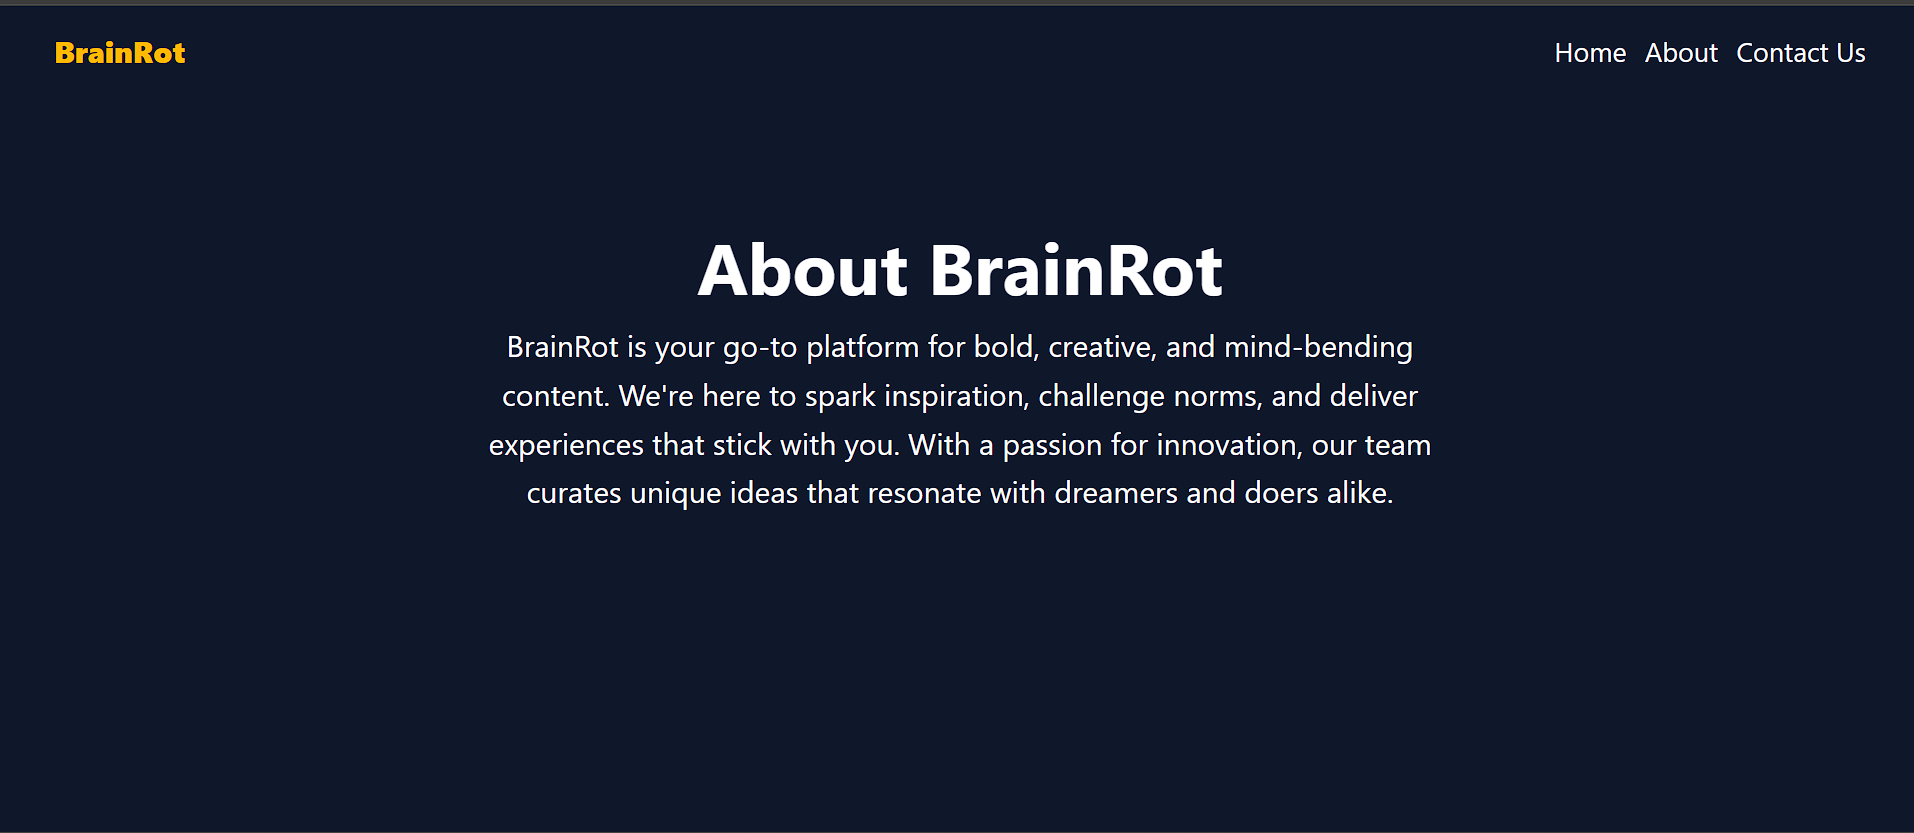 BrainRot
Home About Contact Us
About BrainRot
BrainRot is your go-to platform for bold, creative, and mind-bending
content. We're here to spark inspiration, challenge norms, and deliver
experiences that stick with you. With a passion for innovation, our team
curates unique ideas that resonate with dreamers and doers alike.